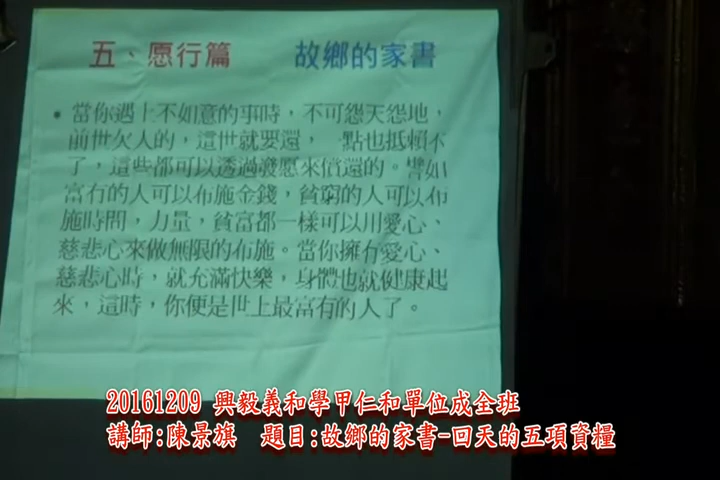 五、愿行篇　故鄉的家書
• 當你遇上不如意的事時，不可怨天怨地，
前世欠人的，這世就要還，一點也抵賴不
了，這些都可以透過發愿來償還的。譬如
富有的人可以布施金錢，貧窮的人可以布
施時間，力量，貧富都一樣可以用愛心、
慈悲心來做無限的布施。當你擁有愛心、
慈悲心時，就充滿快樂，身體也就健康起
來，這時，你便是世上最富有的人了。
20161209 興毅義和學甲仁和單位成全班
講師:陳景旗　題目:故鄉的家書-回天的五項資糧